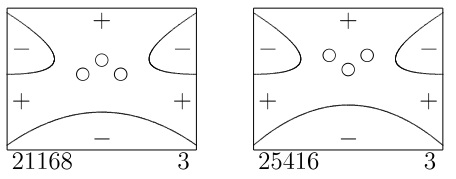 + +
− − − −
+ + + +
− −
21168 3 25416 3